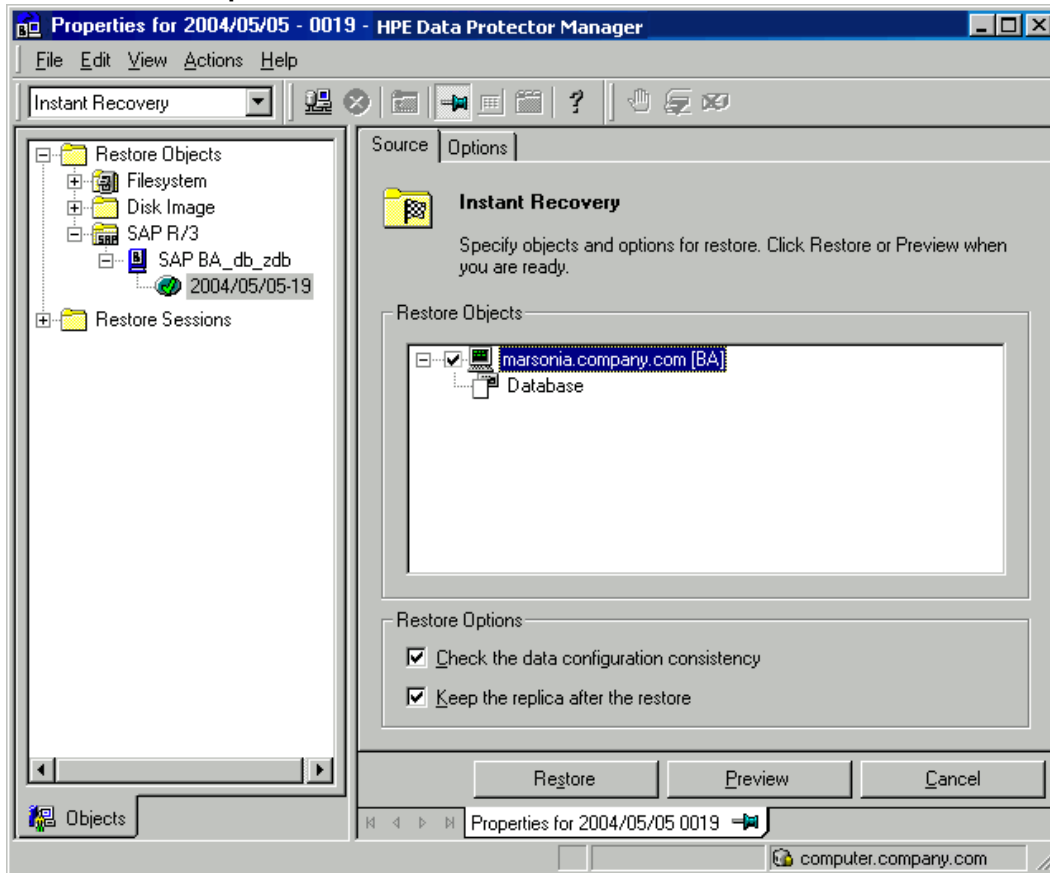 Properties for 2004/05/05 - 0019 - HPE Data Protector Manager
File Edit View Actions Help
Instant Recovery
Restore Objects
Filesystem
Disk Image
SAP R/3
SAP BA_db_zdb
2004/05/05-19
Restore Sessions
Objects
Source Options
Instant Recovery
Specify objects and options for restore. Click Restore or Preview when
you are ready.
Restore Objects
marsonia.company.com [BA]
Database
Restore Options
Check the data configuration consistency
Keep the replica after the restore
Restore Preview Cancel
Properties for 2004/05/05 0019
computer.company.com